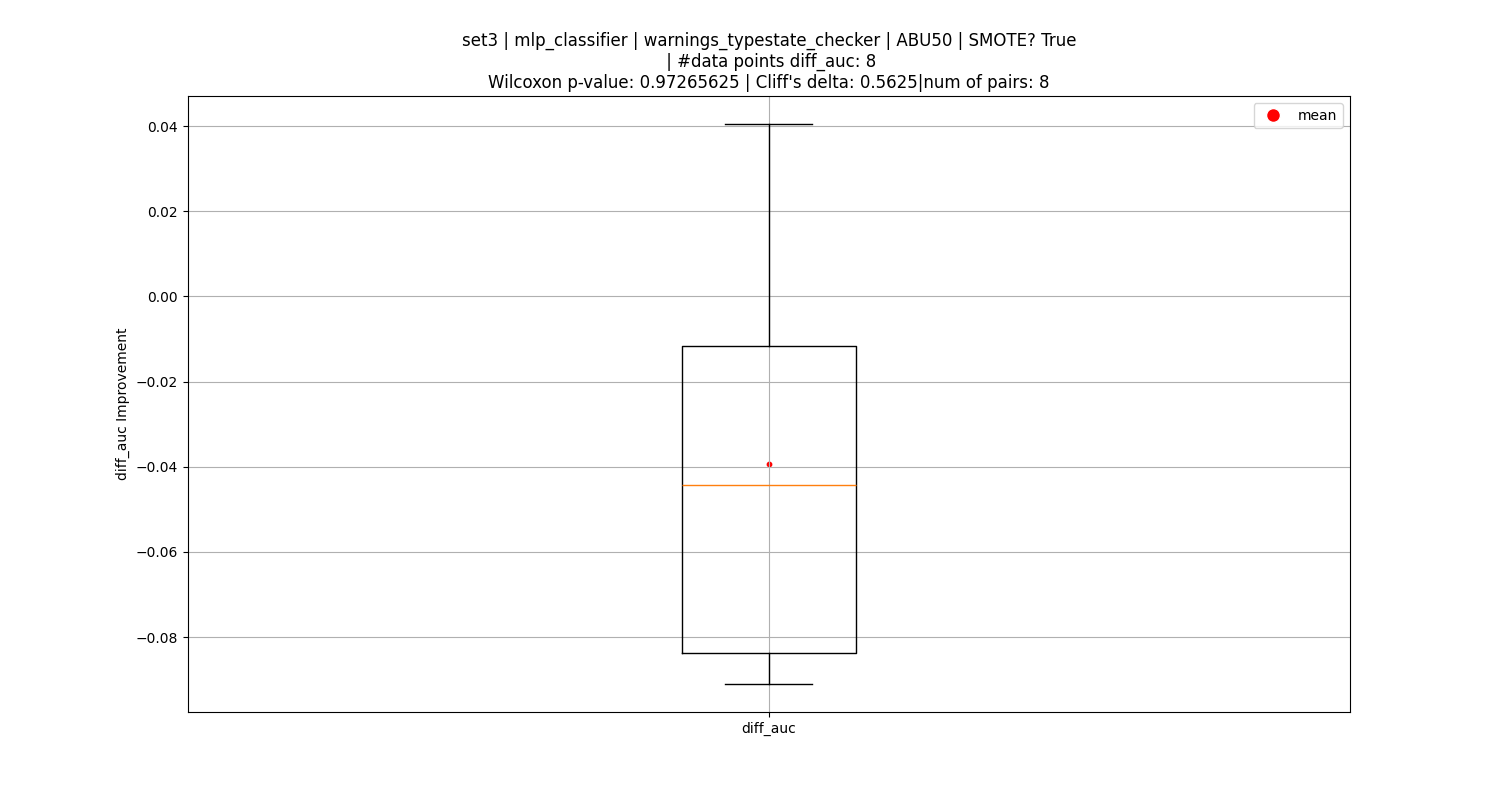 set3 | mlp_classifier | warnings_typestate_checker | ABU50 | SMOTE? True
| #data points diff_auc: 8
Wilcoxon p-value: 0.97265625 | Cliff's delta: 0.5625|num of pairs: 8
mean
0.04
0.02
0.00
−0.02
−0.04
−0.06
−0.08
diff_auc Improvement
diff_auc